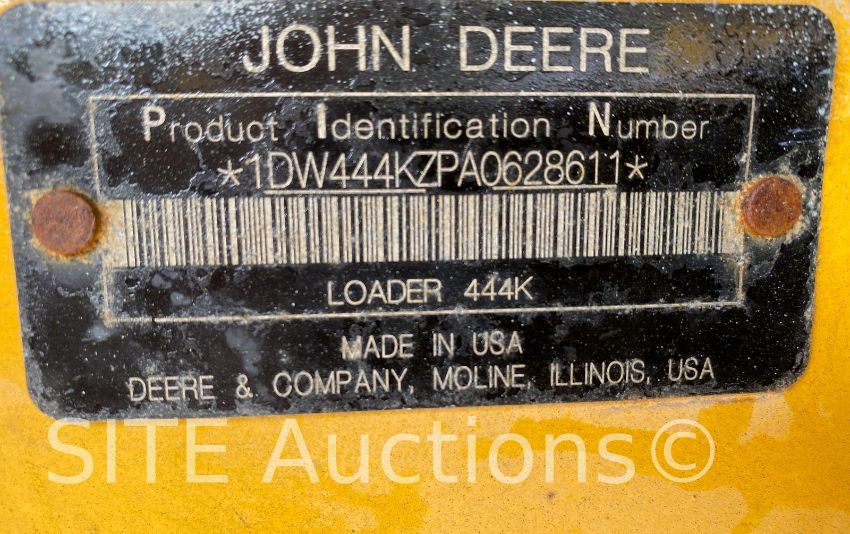 JOHN DEERE
Product Identification Number
*1DW444KZPA0628611*
LOADER 444K
MADE IN USA
DEERE & COMPANY, MOLINE, ILLINOIS, USA
SITE Auctions©